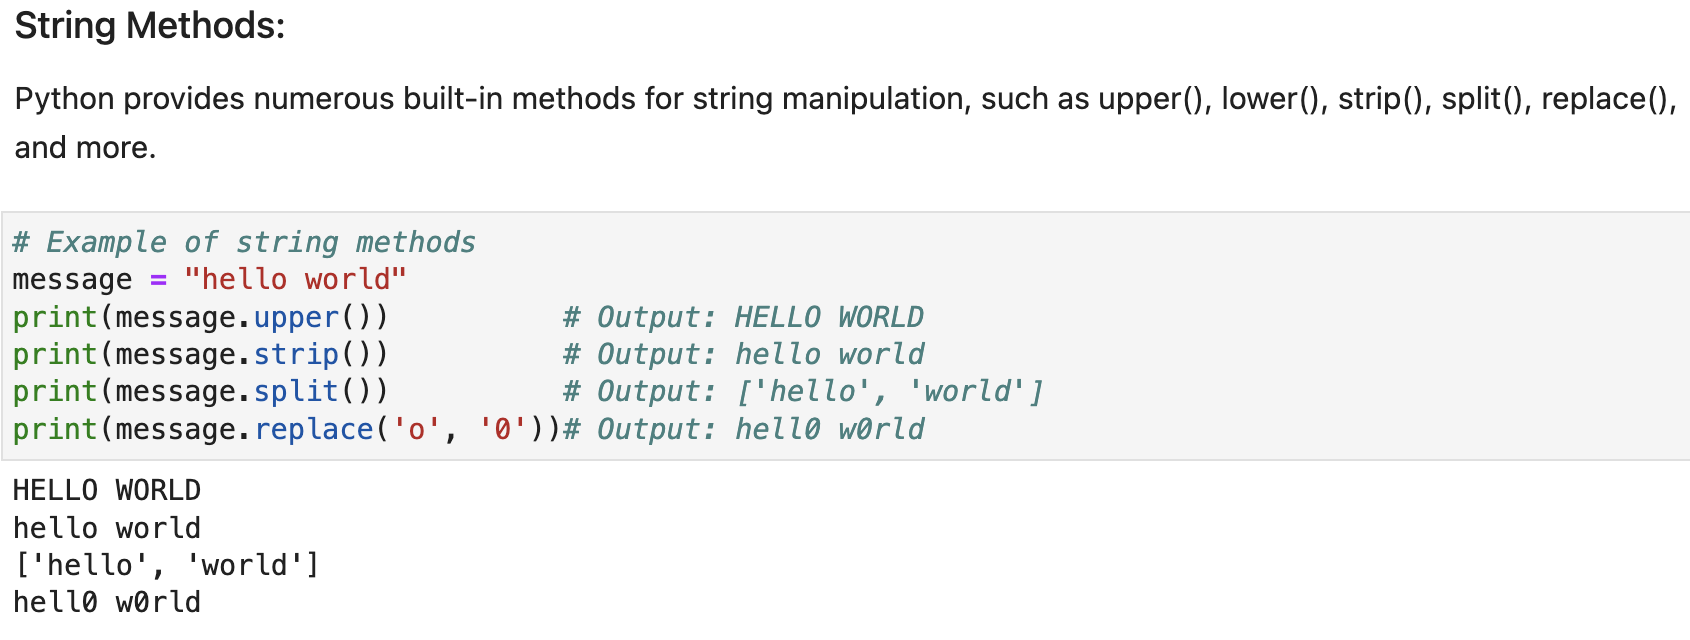 String Methods:
Python provides numerous built-in methods for string manipulation, such as upper(), lower(), strip(), split(), replace(),
and more.
# Example of string methods
message = "hello world"
print(message.upper())          # Output: HELLO WORLD
print(message.strip())          # Output: hello world
print(message.split())          # Output: ['hello', 'world']
print(message.replace('o', '0'))# Output: hell0 w0rld
HELLO WORLD
hello world
['hello', 'world']
hell0 w0rld